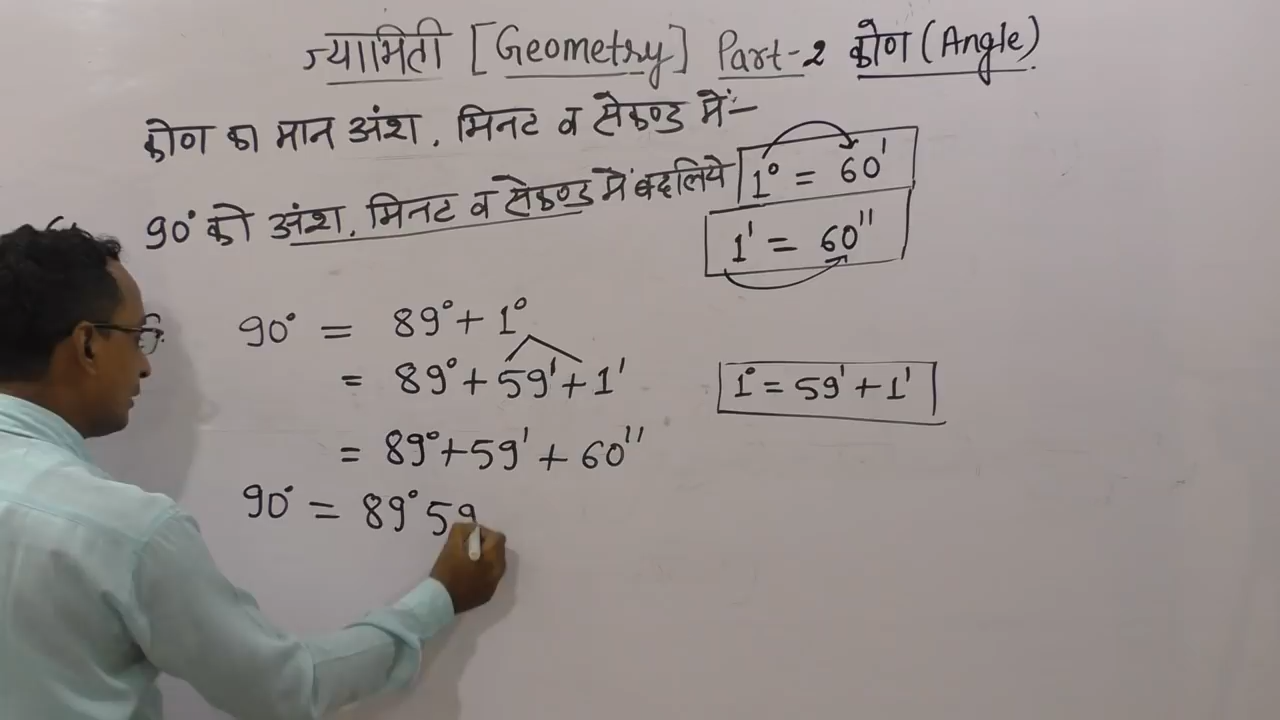 ज्यामिती [Geometry] Part-2 कोण (Angle)
कोण का मान अंश, मिनट व सेकण्ड में:-
90° को अंश, मिनट व सेकण्ड में बदलिये
1° = 60'
1' = 60''
90° = 89° + 1°
= 89° + 59' + 1'
1° = 59' + 1'
= 89° + 59' + 60''
90° = 89° 59